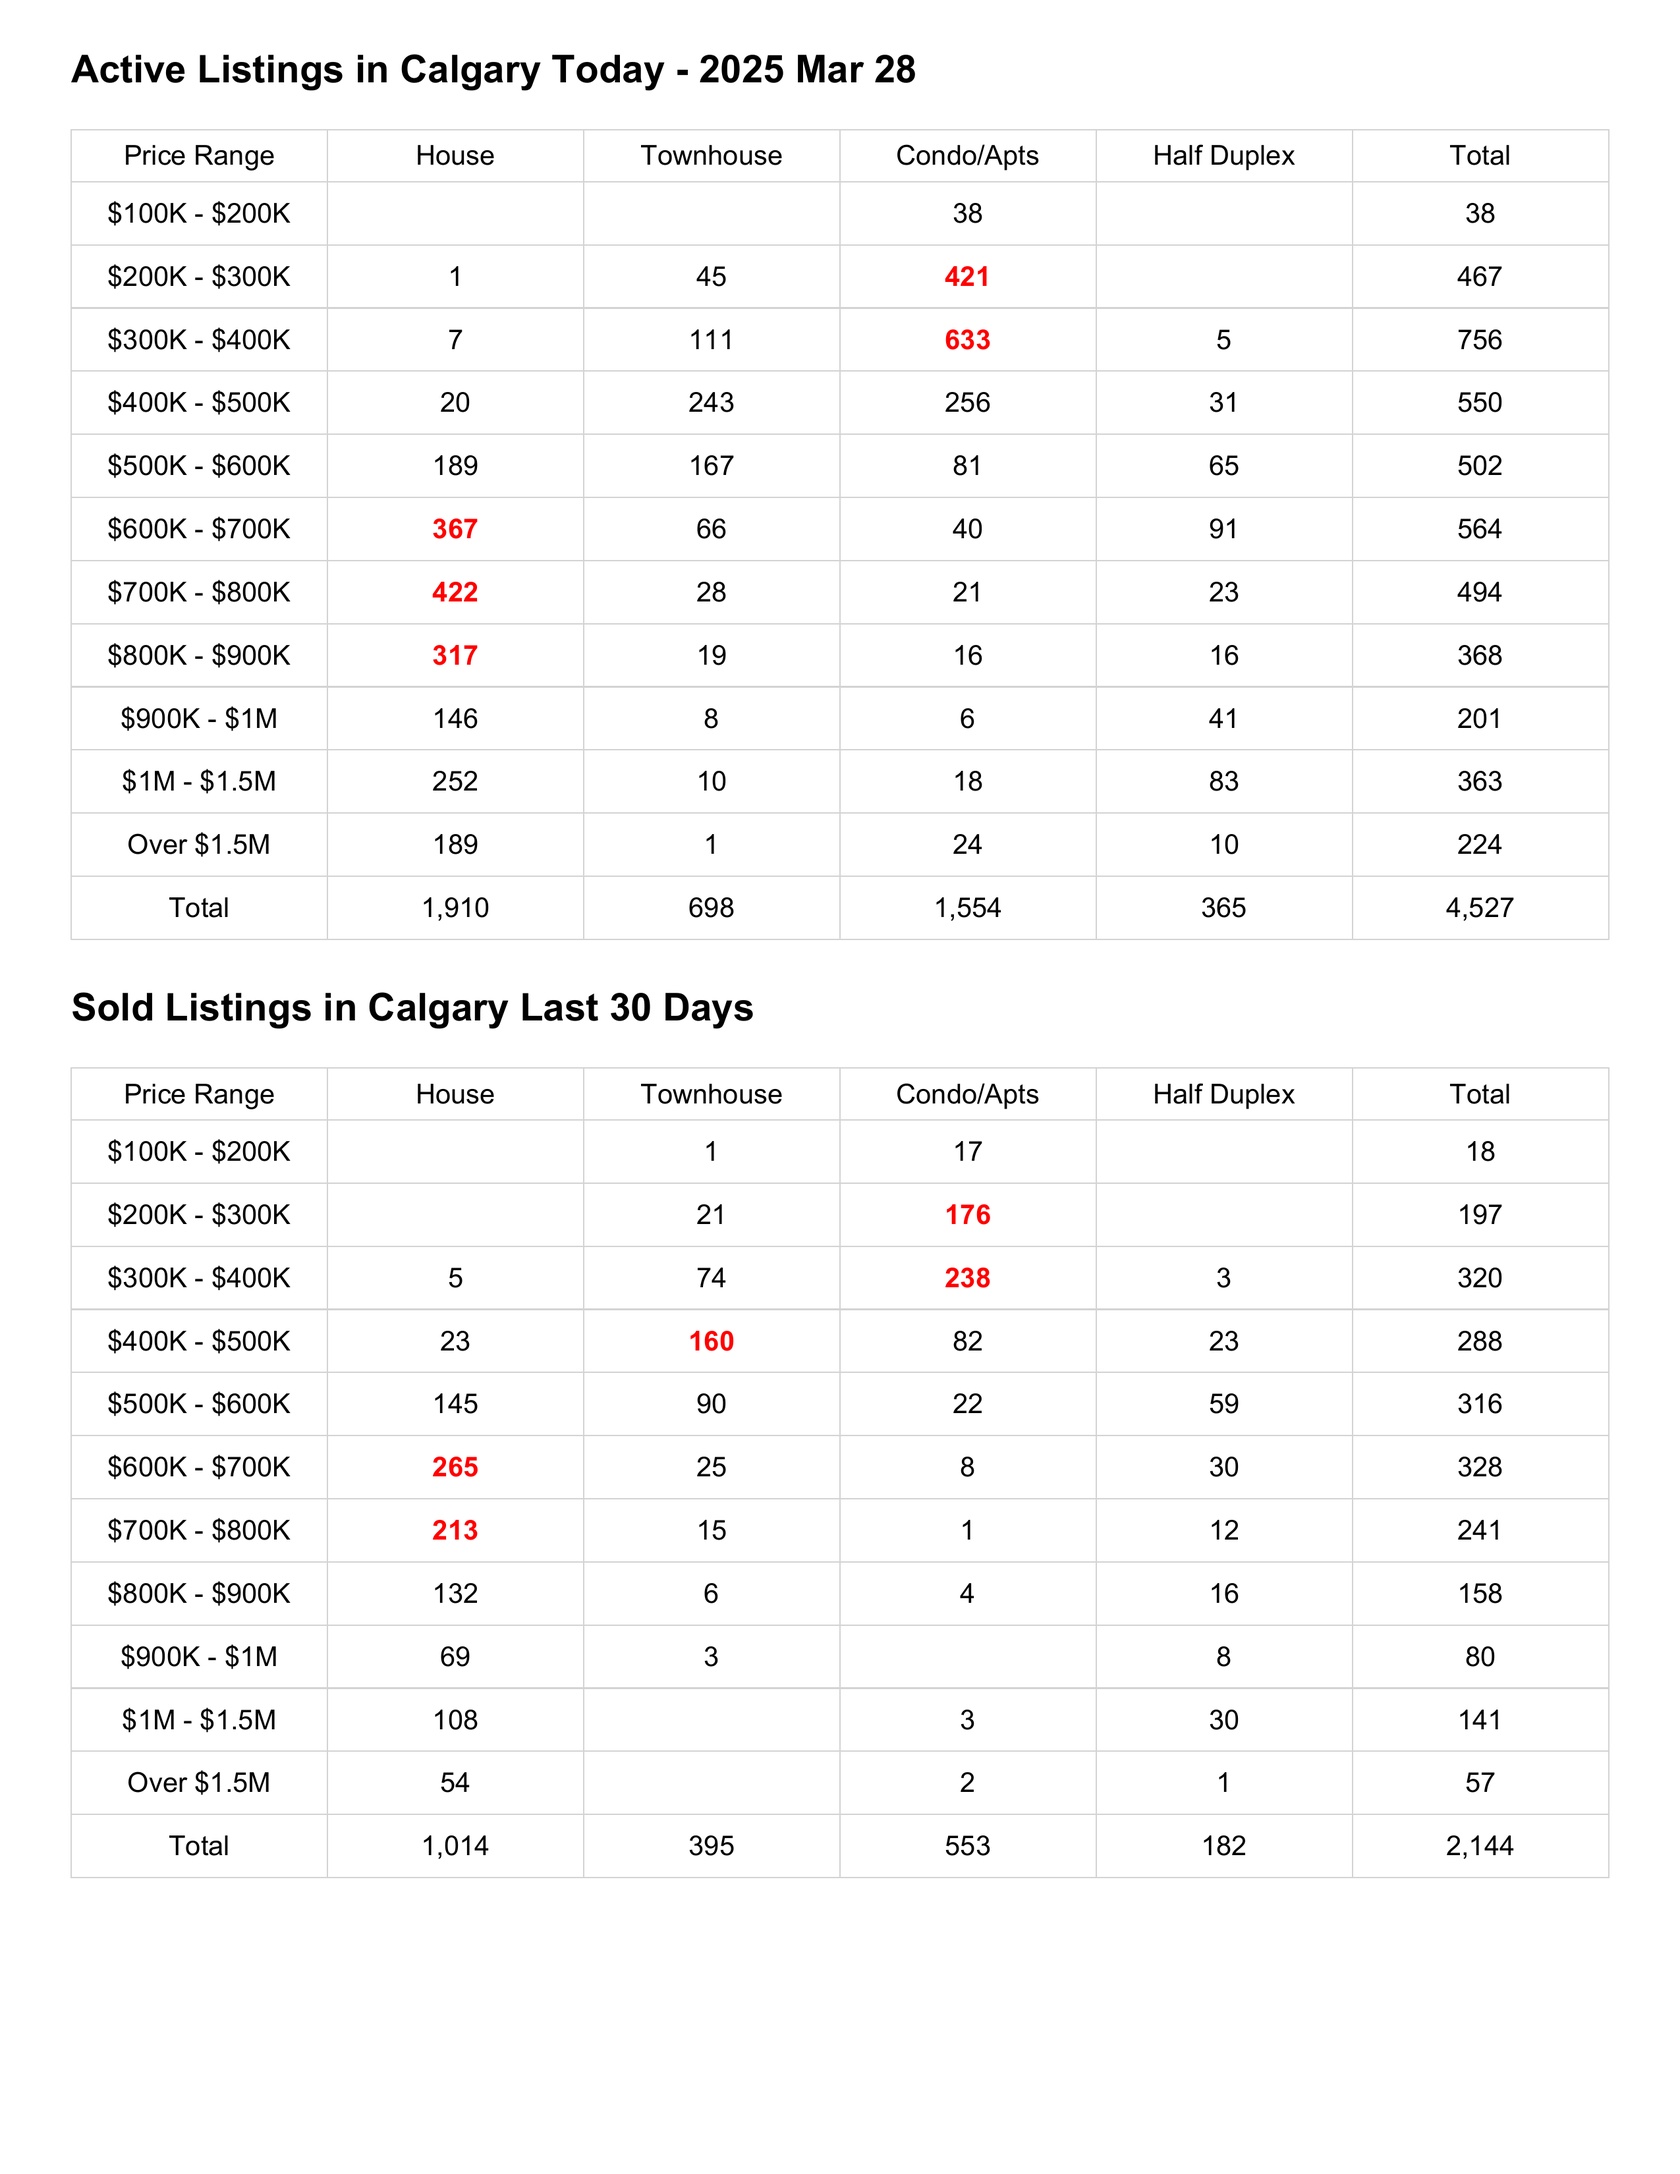 Active Listings in Calgary Today - 2025 Mar 28
Price Range House Townhouse Condo/Apts Half Duplex Total
$100K - $200K 38 38
$200K - $300K 1 45 421 467
$300K - $400K 7 111 633 5 756
$400K - $500K 20 243 256 31 550
$500K - $600K 189 167 81 65 502
$600K - $700K 367 66 40 91 564
$700K - $800K 422 28 21 23 494
$800K - $900K 317 19 16 16 368
$900K - $1M 146 8 6 41 201
$1M - $1.5M 252 10 18 83 363
Over $1.5M 189 1 24 10 224
Total 1,910 698 1,554 365 4,527
Sold Listings in Calgary Last 30 Days
Price Range House Townhouse Condo/Apts Half Duplex Total
$100K - $200K 1 17 18
$200K - $300K 21 176 197
$300K - $400K 5 74 238 3 320
$400K - $500K 23 160 82 23 288
$500K - $600K 145 90 22 59 316
$600K - $700K 265 25 8 30 328
$700K - $800K 213 15 1 12 241
$800K - $900K 132 6 4 16 158
$900K - $1M 69 3 8 80
$1M - $1.5M 108 3 30 141
Over $1.5M 54 2 1 57
Total 1,014 395 553 182 2,144